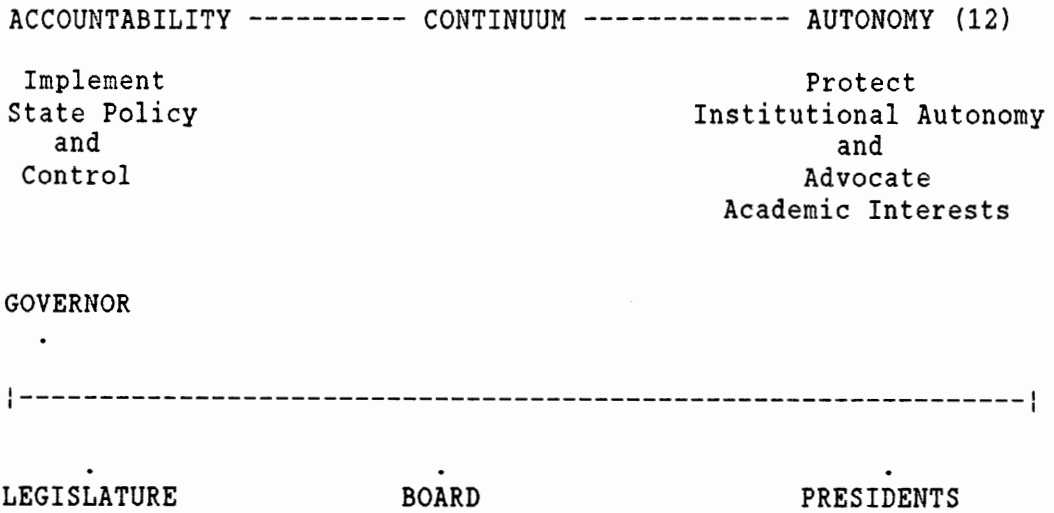 ACCOUNTABILITY ---------- CONTINUUM ------------- AUTONOMY (12)
Implement Protect
State Policy Institutional Autonomy
and and
Control Advocate
Academic Interests
GOVERNOR
.
¦----------------------------------------------------------------¦
. . .
LEGISLATURE BOARD PRESIDENTS